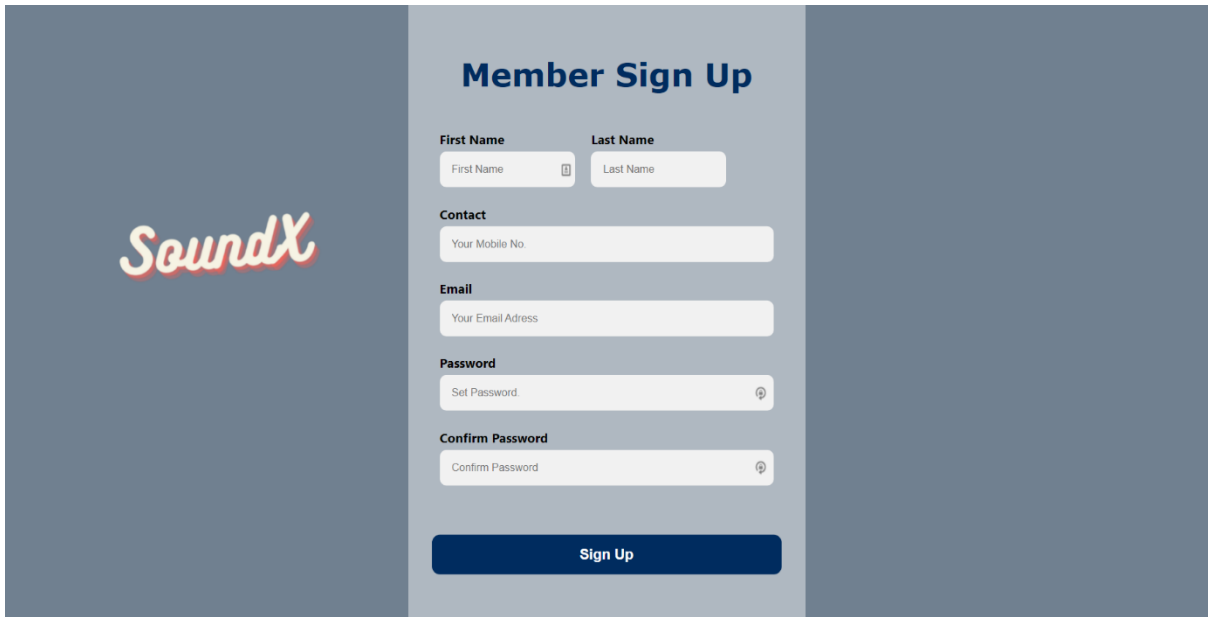 Member Sign Up
First Name Last Name
First Name Last Name
SoundX
Contact
Your Mobile No.
Email
Your Email Adress
Password
Set Password.
Confirm Password
Confirm Password
Sign Up